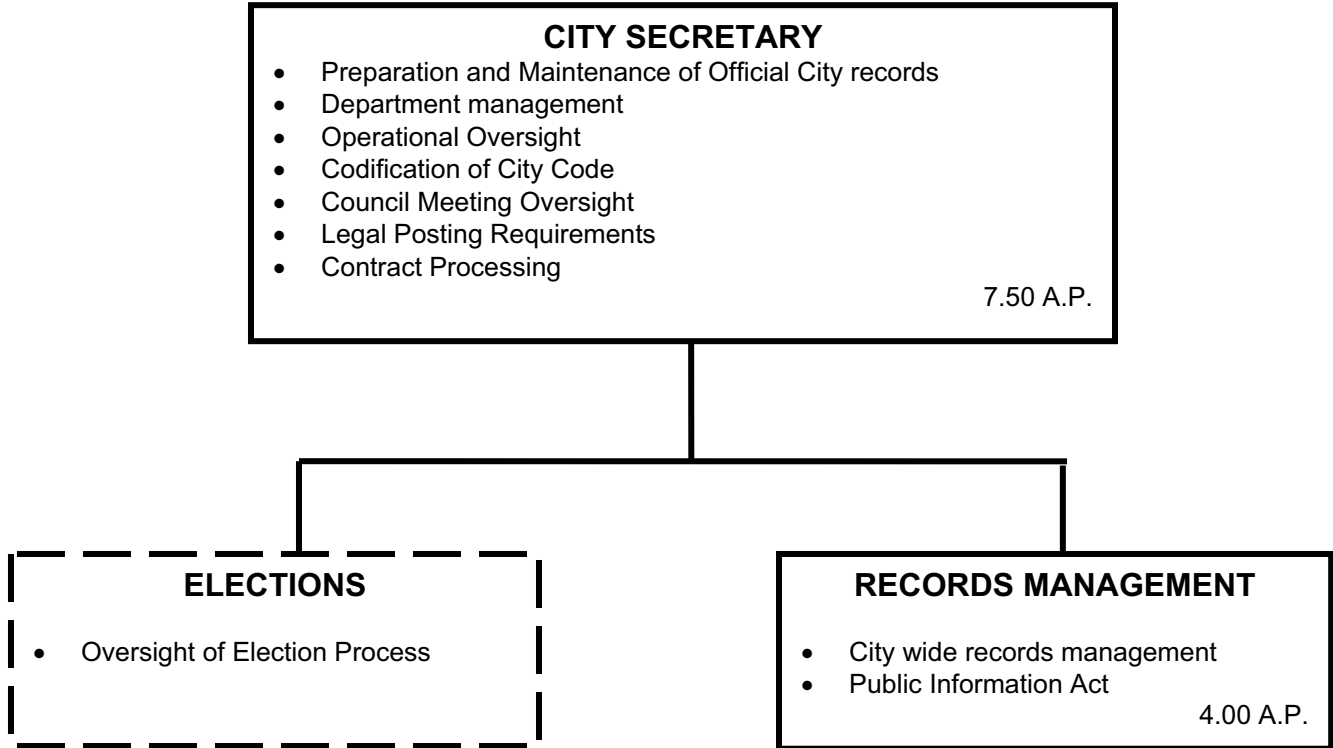 CITY SECRETARY
• Preparation and Maintenance of Official City records
• Department management
• Operational Oversight
• Codification of City Code
• Council Meeting Oversight
• Legal Posting Requirements
• Contract Processing
7.50 A.P.
ELECTIONS
• Oversight of Election Process
RECORDS MANAGEMENT
• City wide records management
• Public Information Act
4.00 A.P.